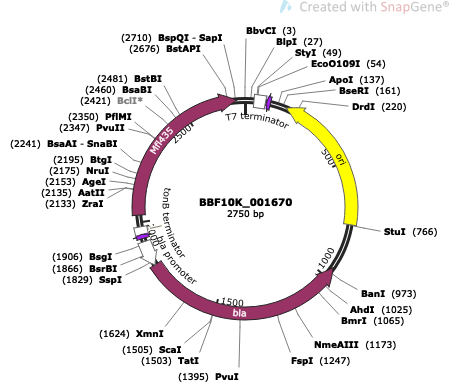 Created with SnapGene®
(2710) BspQI - SapI
(2676) BstAPI
BbvCI (3)
BlpI (27)
StyI (49)
EcoO109I (54)
ApoI (137)
BseRI (161)
DrdI (220)
(2481) BstBI
(2460) BsaBI
(2421) BclI*
(2350) PflMI
(2347) PvuII
(2241) BsaAI - SnaBI
(2195) BtgI
(2175) NruI
(2153) AgeI
(2135) AatII
(2133) ZraI
T7 terminator
Mfl435
2500
500
ori
BBF10K_001670
2750 bp
tonB terminator
bla promoter
2000
StuI (766)
(1906) BsgI
(1866) BsrBI
(1829) SspI
1000
1500
bla
BanI (973)
AhdI (1025)
BmrI (1065)
NmeAIII (1173)
FspI (1247)
(1624) XmnI
(1505) ScaI
(1503) TatI
(1395) PvuI